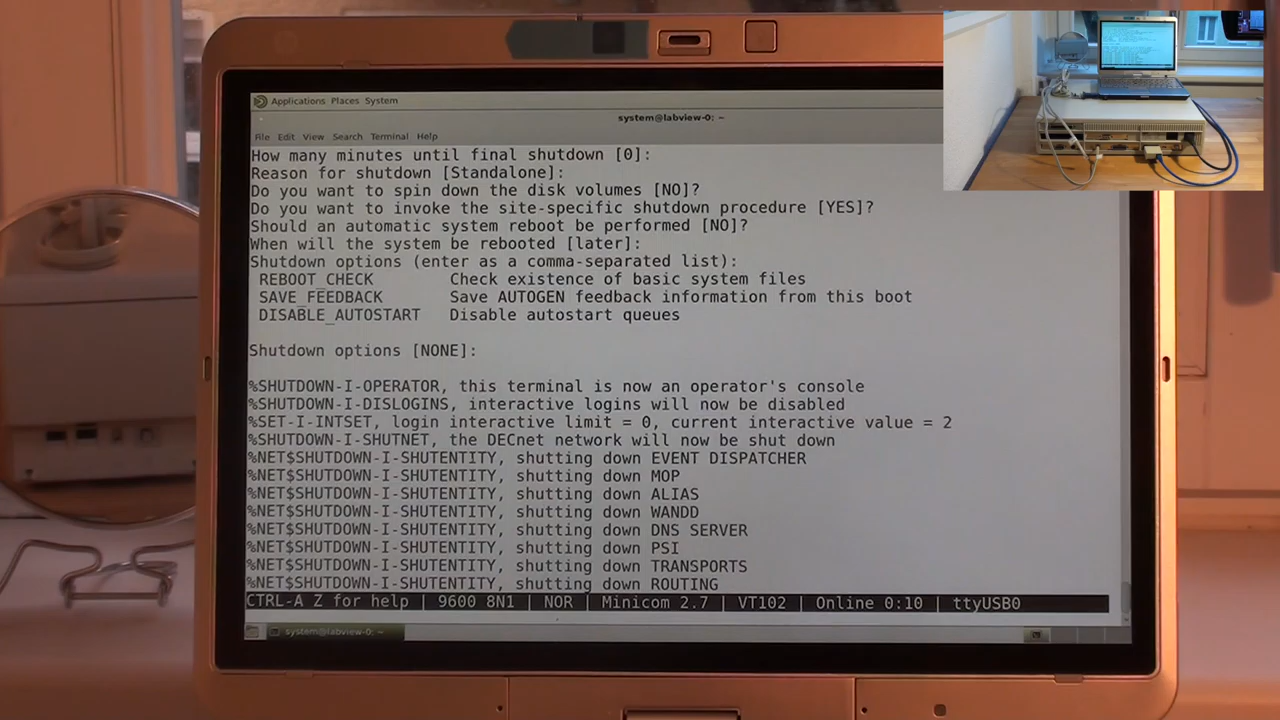 Applications Places System
system@labview-0: ~
File Edit View Search Terminal Help
How many minutes until final shutdown [0]:
Reason for shutdown [Standalone]:
Do you want to spin down the disk volumes [NO]?
Do you want to invoke the site-specific shutdown procedure [YES]?
Should an automatic system reboot be performed [NO]?
When will the system be rebooted [later]:
Shutdown options (enter as a comma-separated list):
REBOOT_CHECK Check existence of basic system files
SAVE_FEEDBACK Save AUTOGEN feedback information from this boot
DISABLE_AUTOSTART Disable autostart queues
Shutdown options [NONE]:
%SHUTDOWN-I-OPERATOR, this terminal is now an operator's console
%SHUTDOWN-I-DISLOGINS, interactive logins will now be disabled
%SET-I-INTSET, login interactive limit = 0, current interactive value = 2
%SHUTDOWN-I-SHUTNET, the DECnet network will now be shut down
%NET$SHUTDOWN-I-SHUTENTITY, shutting down EVENT DISPATCHER
%NET$SHUTDOWN-I-SHUTENTITY, shutting down MOP
%NET$SHUTDOWN-I-SHUTENTITY, shutting down ALIAS
%NET$SHUTDOWN-I-SHUTENTITY, shutting down WANDD
%NET$SHUTDOWN-I-SHUTENTITY, shutting down DNS SERVER
%NET$SHUTDOWN-I-SHUTENTITY, shutting down PSI
%NET$SHUTDOWN-I-SHUTENTITY, shutting down TRANSPORTS
%NET$SHUTDOWN-I-SHUTENTITY, shutting down ROUTING
CTRL-A Z for help | 9600 8N1 | NOR | Minicom 2.7 | VT102 | Online 0:10 | ttyUSB0
system@labview-0: ~